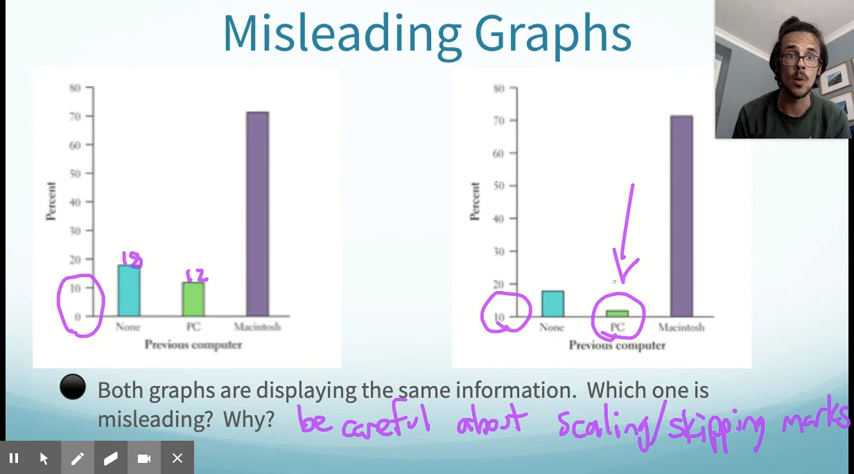 Misleading Graphs
80
70
60
50
40
30
20
10
0
Percent
18
12
None PC Macintosh
Previous computer
80
70
60
50
40
30
20
10
Percent
None PC Macintosh
Previous computer
Both graphs are displaying the same information. Which one is
misleading? Why? be careful about scaling/skipping marks